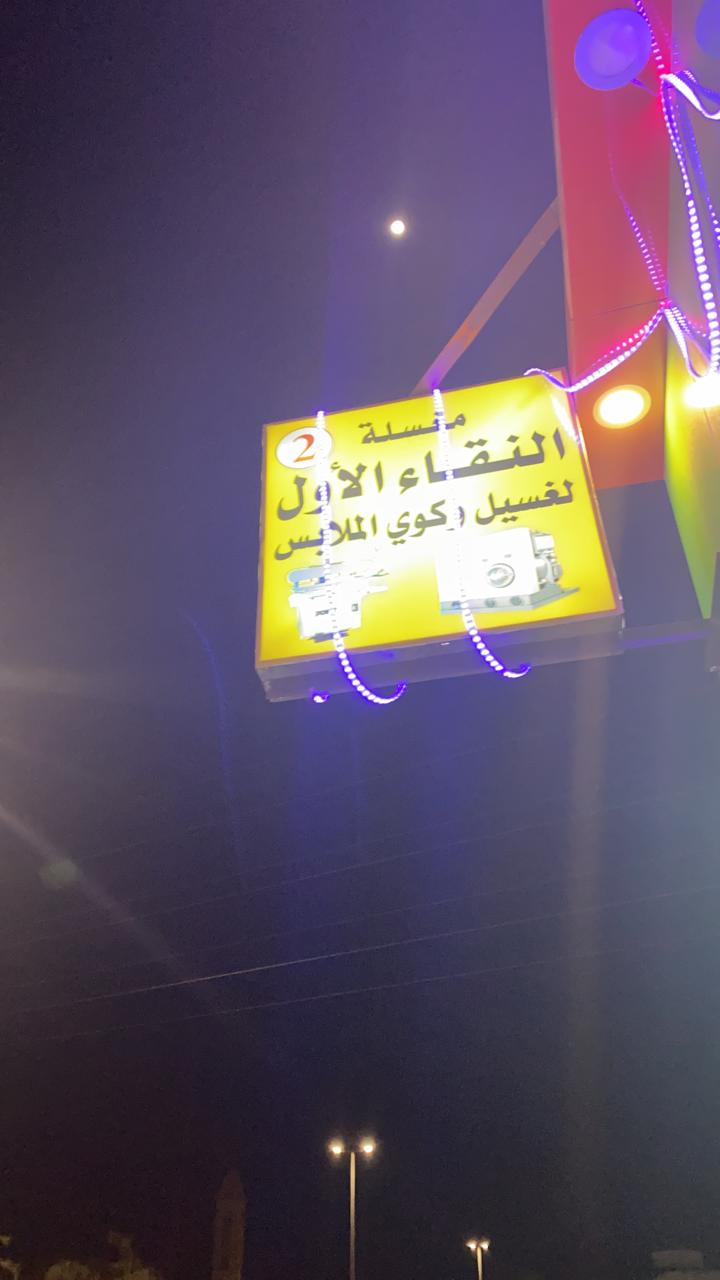 مغسلة
2
النقاء الأول
لغسيل وكوي الملابس